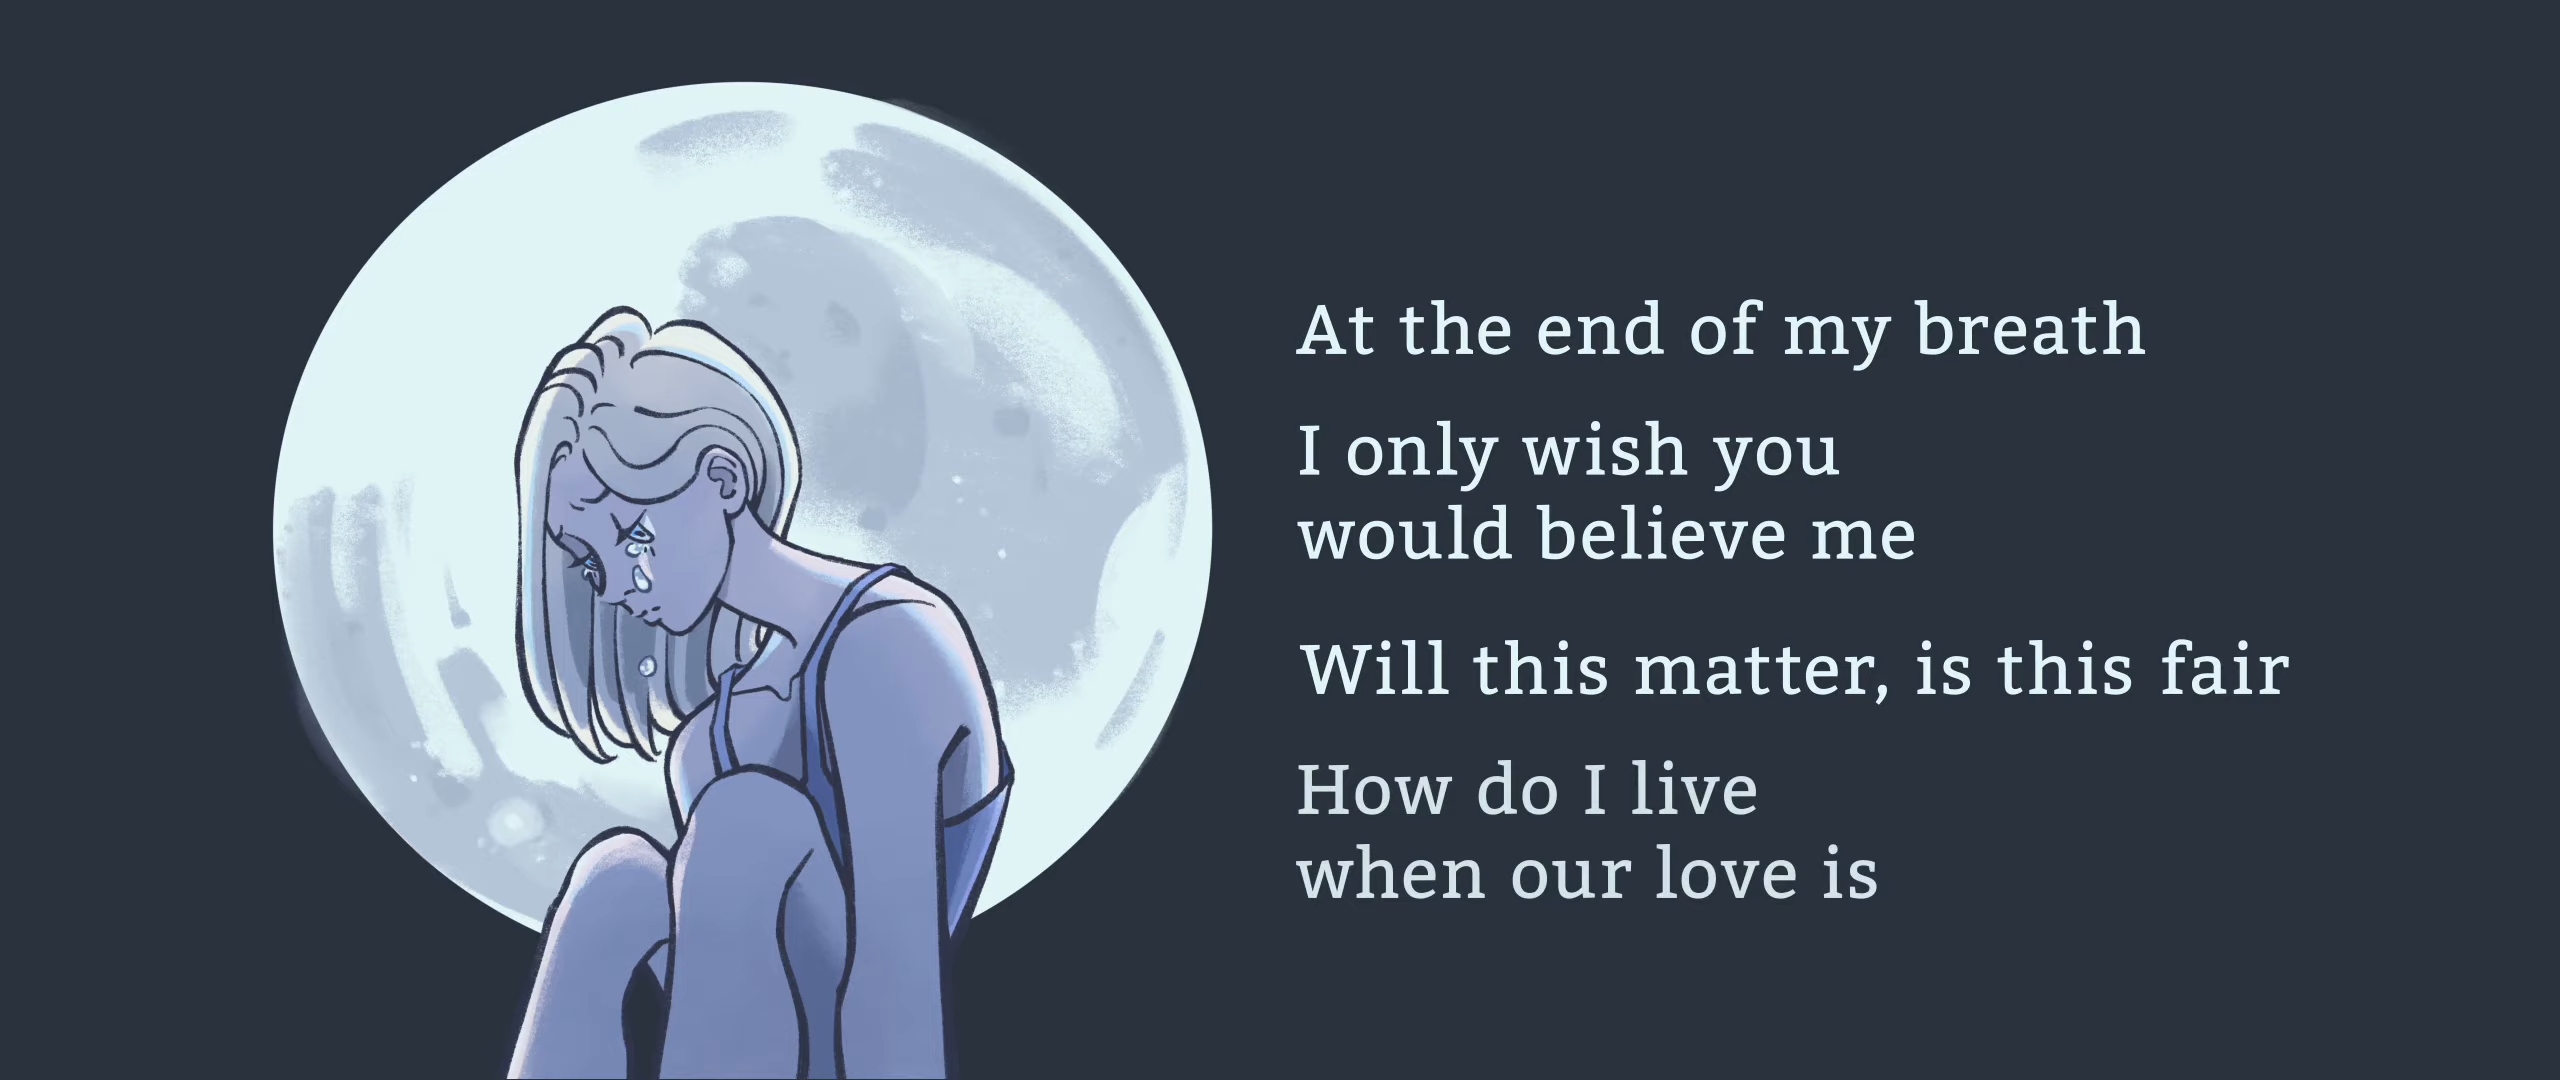 At the end of my breath
I only wish you
would believe me
Will this matter, is this fair
How do I live
when our love is